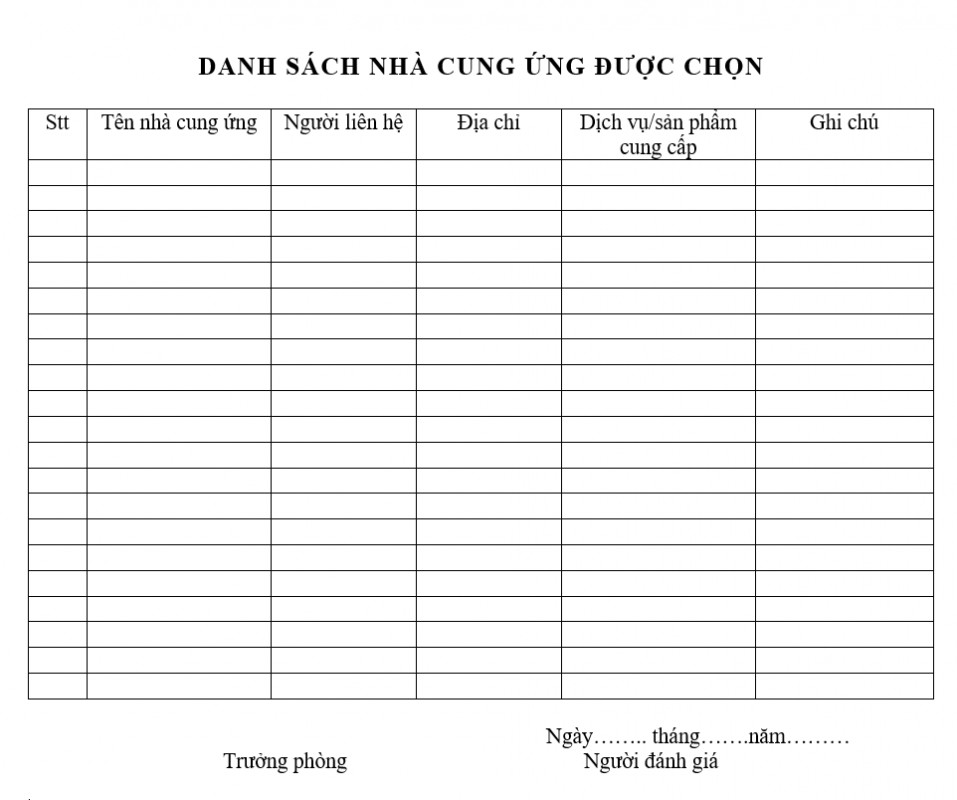 DANH SÁCH NHÀ CUNG ỨNG ĐƯỢC CHỌN
Stt Tên nhà cung ứng Người liên hệ Địa chỉ Dịch vụ/sản phẩm Ghi chú
cung cấp
Ngày…….. tháng…….năm………
Trưởng phòng Người đánh giá